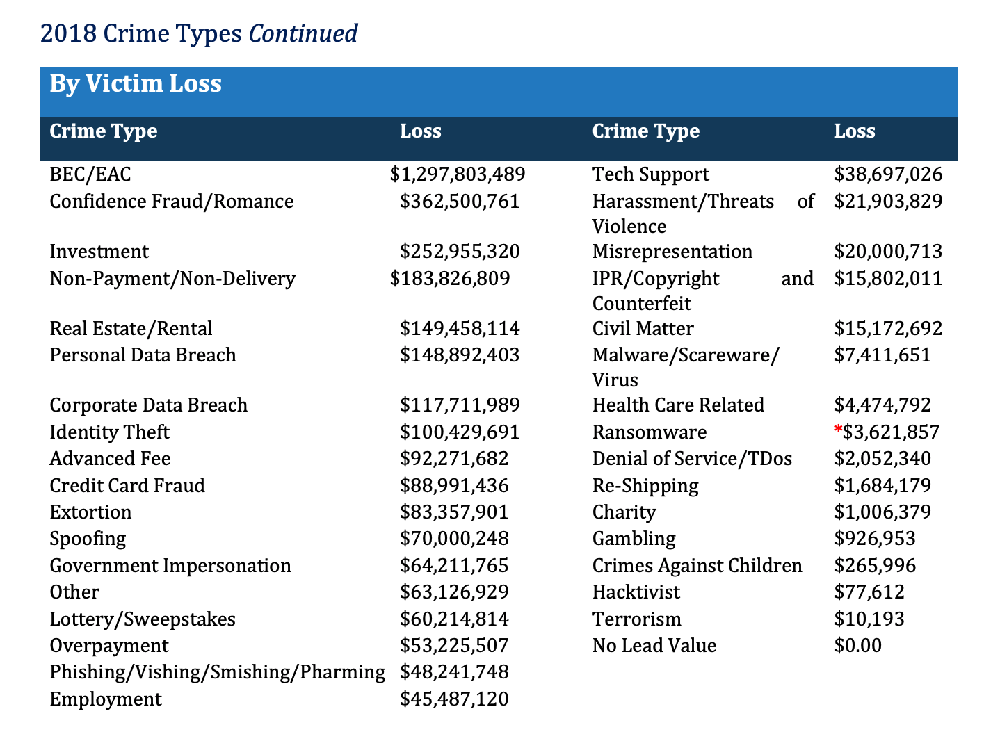 2018 Crime Types Continued
By Victim Loss
Crime Type Loss Crime Type Loss
BEC/EAC $1,297,803,489 Tech Support $38,697,026
Confidence Fraud/Romance $362,500,761 Harassment/Threats of $21,903,829
Violence
Investment $252,955,320 Misrepresentation $20,000,713
Non-Payment/Non-Delivery $183,826,809 IPR/Copyright and $15,802,011
Counterfeit
Real Estate/Rental $149,458,114 Civil Matter $15,172,692
Personal Data Breach $148,892,403 Malware/Scareware/ $7,411,651
Virus
Corporate Data Breach $117,711,989 Health Care Related $4,474,792
Identity Theft $100,429,691 Ransomware *$3,621,857
Advanced Fee $92,271,682 Denial of Service/TDos $2,052,340
Credit Card Fraud $88,991,436 Re-Shipping $1,684,179
Extortion $83,357,901 Charity $1,006,379
Spoofing $70,000,248 Gambling $926,953
Government Impersonation $64,211,765 Crimes Against Children $265,996
Other $63,126,929 Hacktivist $77,612
Lottery/Sweepstakes $60,214,814 Terrorism $10,193
Overpayment $53,225,507 No Lead Value $0.00
Phishing/Vishing/Smishing/Pharming $48,241,748
Employment $45,487,120